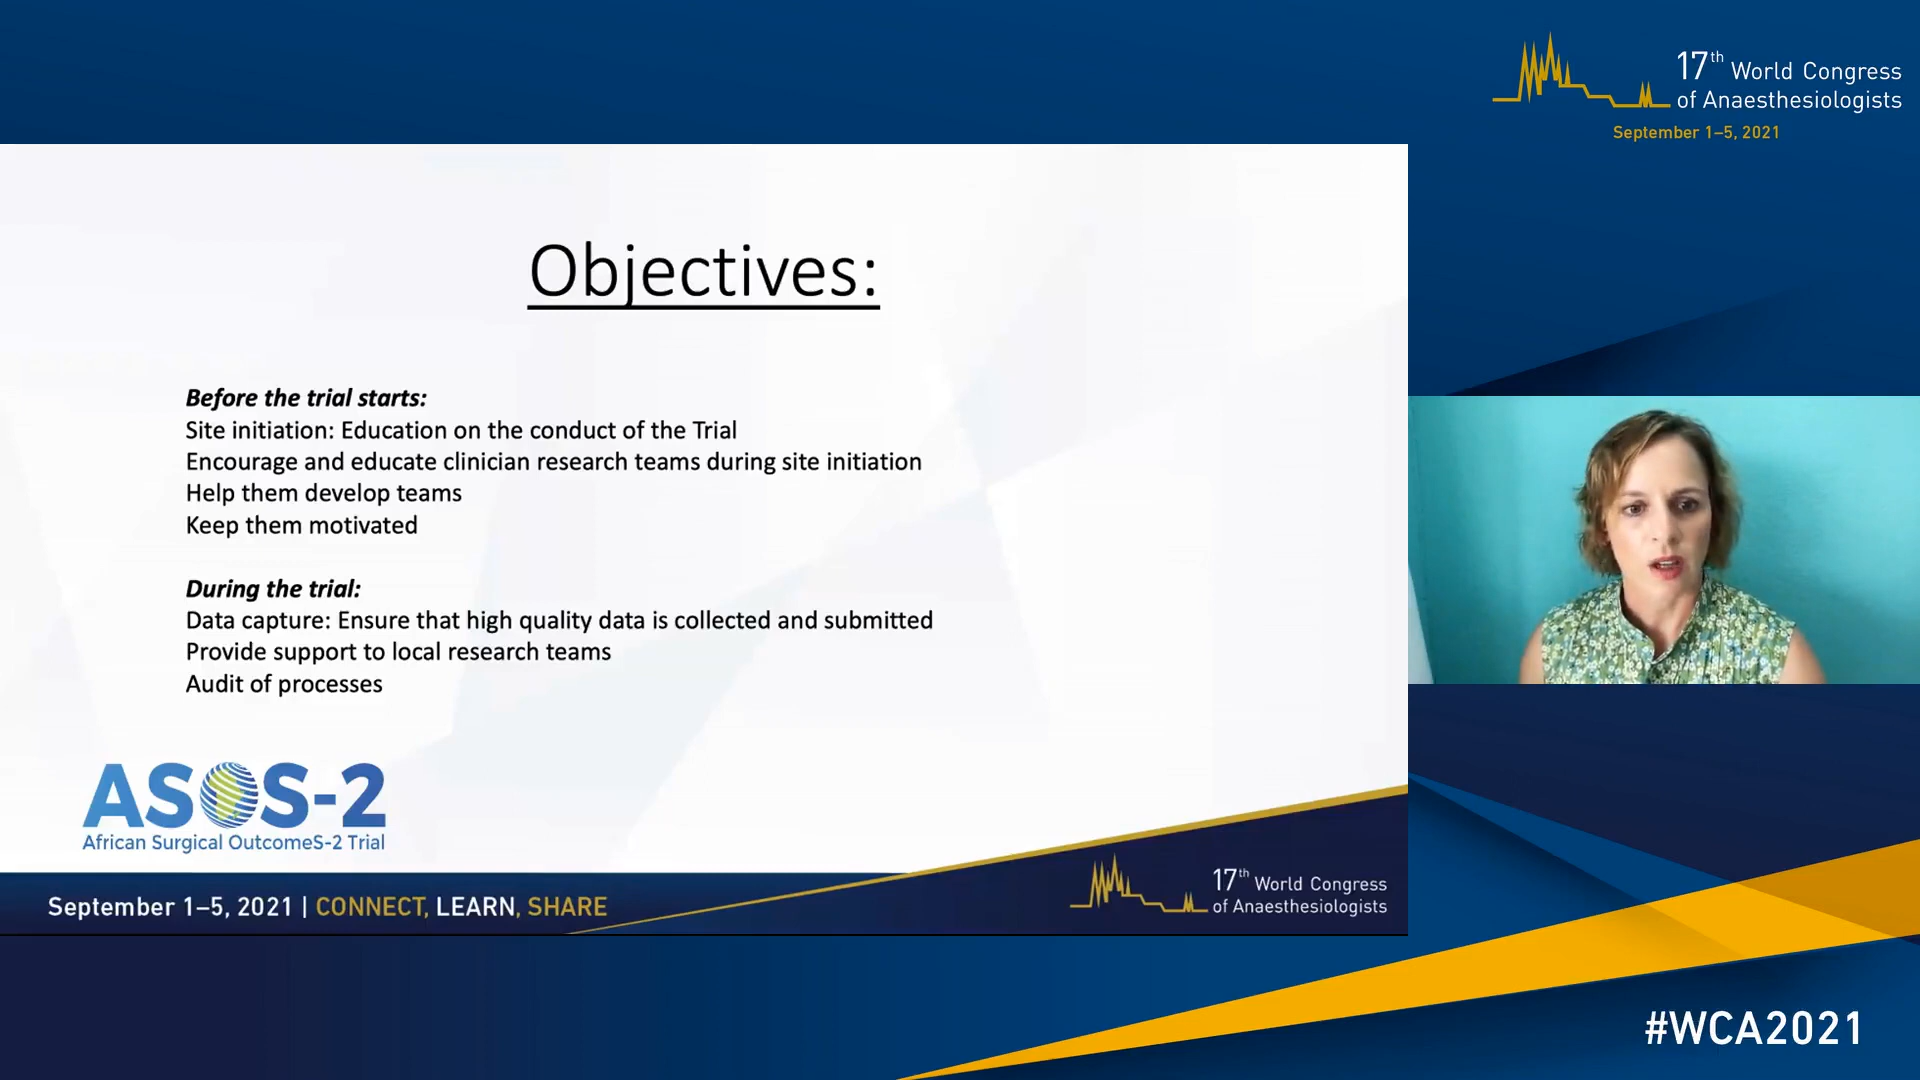 17th World Congress
of Anaesthesiologists
September 1–5, 2021
Objectives:
Before the trial starts:
Site initiation: Education on the conduct of the Trial
Encourage and educate clinician research teams during site initiation
Help them develop teams
Keep them motivated
During the trial:
Data capture: Ensure that high quality data is collected and submitted
Provide support to local research teams
Audit of processes
ASOS-2
African Surgical OutcomeS-2 Trial
September 1–5, 2021 | CONNECT, LEARN, SHARE
17th World Congress
of Anaesthesiologists
#WCA2021